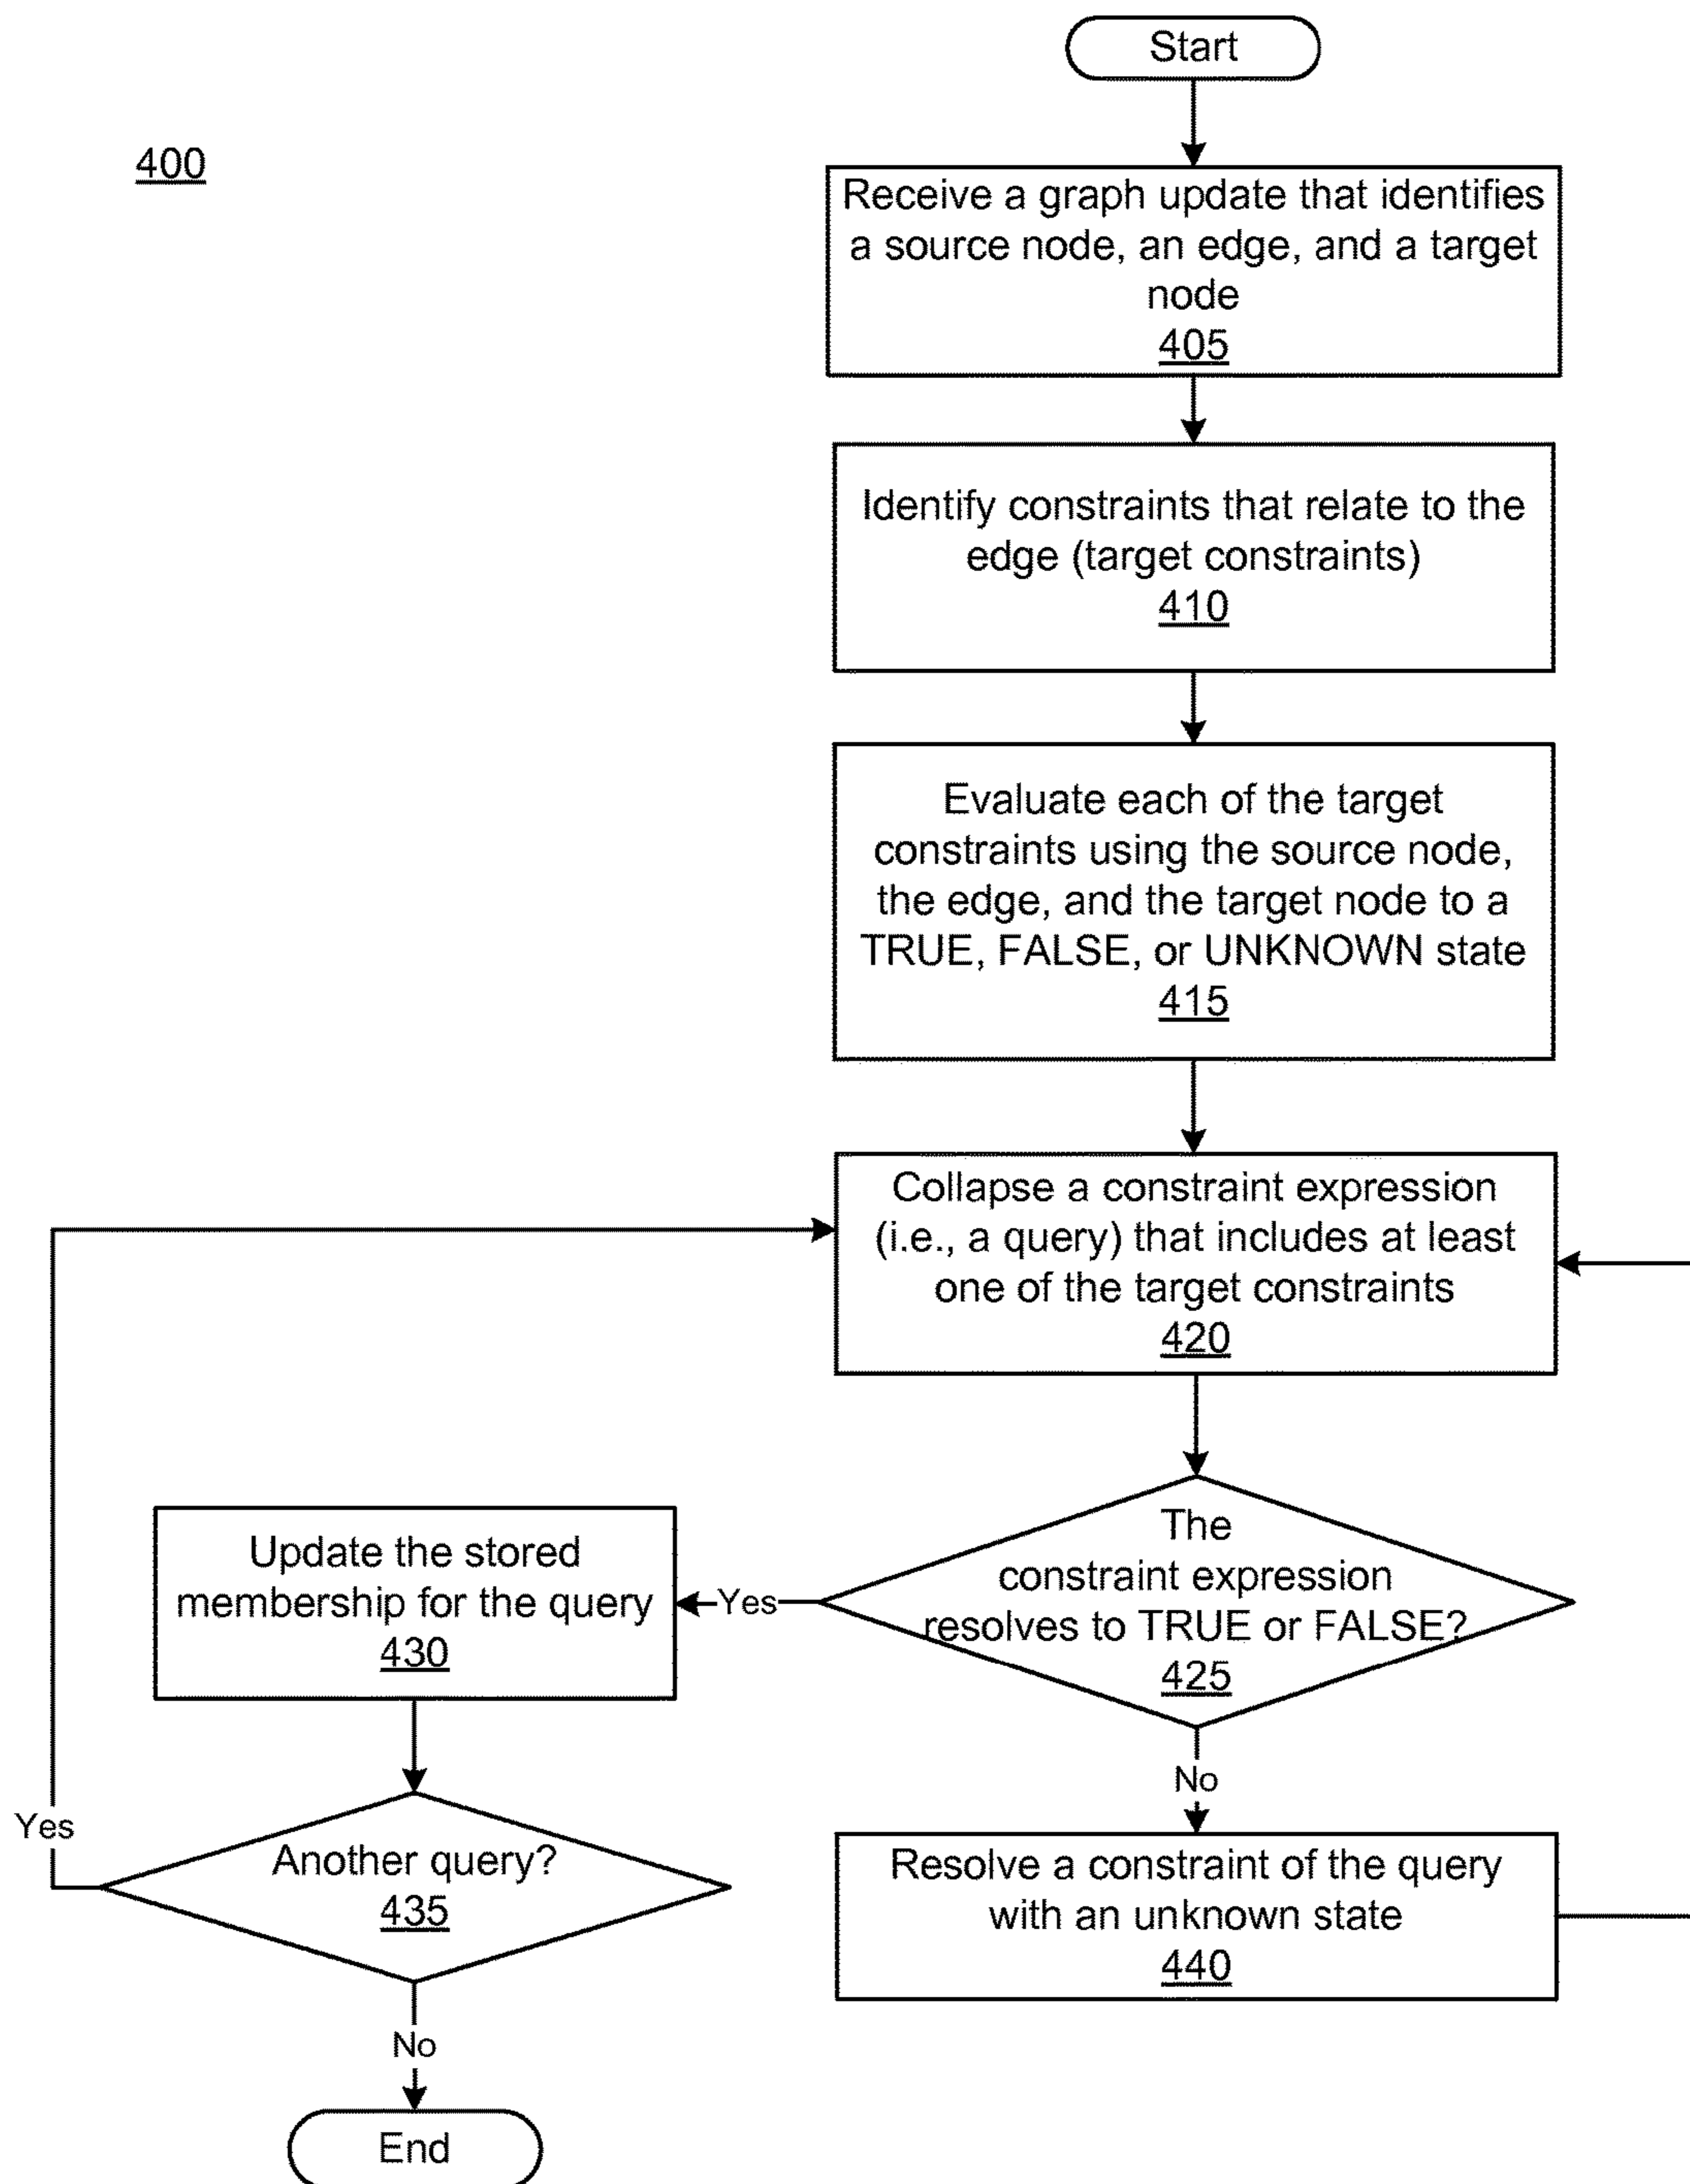 Start
400
Receive a graph update that identifies
a source node, an edge, and a target
node
405
Identify constraints that relate to the
edge (target constraints)
410
Evaluate each of the target
constraints using the source node,
the edge, and the target node to a
TRUE, FALSE, or UNKNOWN state
415
Collapse a constraint expression
(i.e., a query) that includes at least
one of the target constraints
420
The
constraint expression
resolves to TRUE or FALSE?
425
Yes
Update the stored
membership for the query
430
No
Yes
Another query?
435
Resolve a constraint of the query
with an unknown state
440
No
End